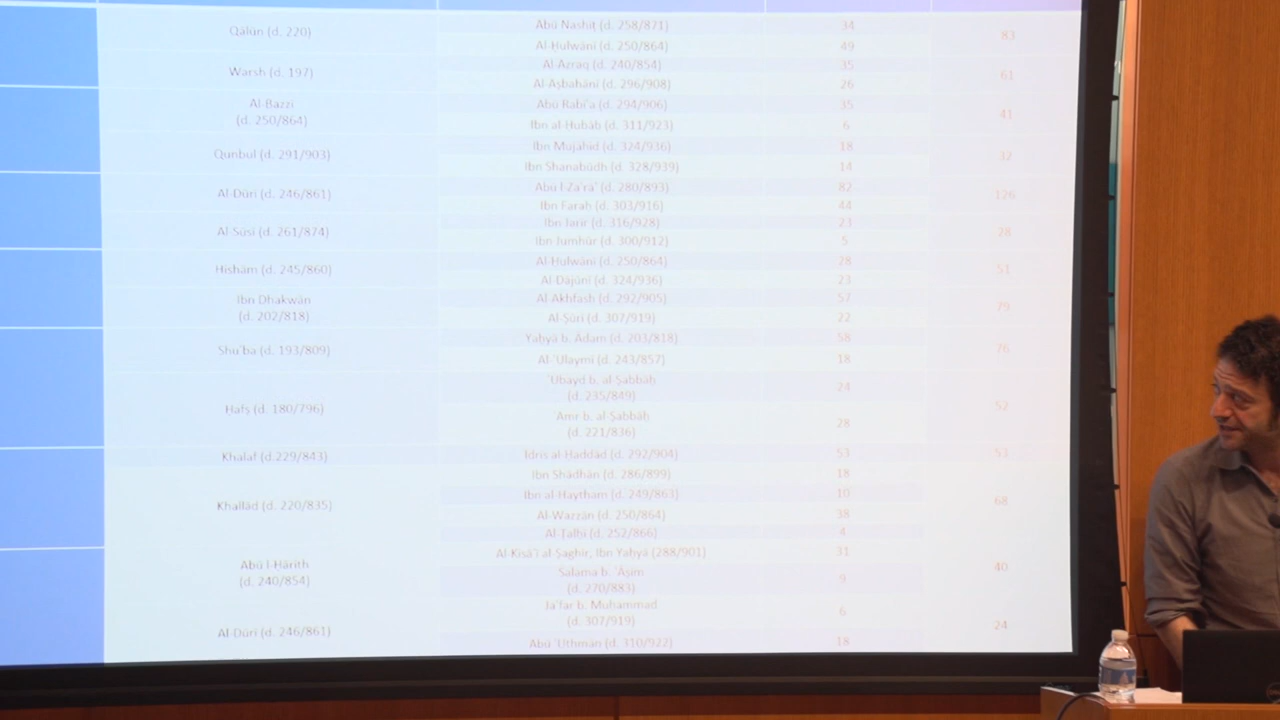 Qālūn (d. 220)
Abū Nashīṭ (d. 258/871) 34
83
Al-Ḥulwānī (d. 250/864) 49
Warsh (d. 197)
Al-Azraq (d. 240/854) 35
61
Al-Aṣbahānī (d. 296/908) 26
Al-Bazzī
(d. 250/864)
Abū Rabīʻa (d. 294/906) 35
41
Ibn al-Ḥubāb (d. 311/923) 6
Qunbul (d. 291/903)
Ibn Mujāhid (d. 324/936) 18
32
Ibn Shanabūdh (d. 328/939) 14
Al-Dūrī (d. 246/861)
Abū l-Zaʻrāʼ (d. 280/893) 82
126
Ibn Faraḥ (d. 303/916) 44
Al-Sūsī (d. 261/874)
Ibn Jarīr (d. 316/928) 23
28
Ibn Jumhūr (d. 300/912) 5
Hishām (d. 245/860)
Al-Ḥulwānī (d. 250/864) 28
51
Al-Dājūnī (d. 324/936) 23
Ibn Dhakwān
(d. 202/818)
Al-Akhfash (d. 292/905) 57
79
Al-Ṣūrī (d. 307/919) 22
Shuʻba (d. 193/809)
Yaḥyā b. Ādam (d. 203/818) 58
76
Al-ʻUlaymī (d. 243/857) 18
Ḥafṣ (d. 180/796)
ʻUbayd b. al-Ṣabbāḥ
(d. 235/849)
24
52
ʻAmr b. al-Ṣabbāḥ
(d. 221/836)
28
Khalaf (d.229/843)
Idrīs al-Ḥaddād (d. 292/904) 53
53
Khallād (d. 220/835)
Ibn Shādhān (d. 286/899) 18
Ibn al-Haytham (d. 249/863) 10
68
Al-Wazzān (d. 250/864) 38
Al-Ṭalḥī (d. 252/866) 4
Abū l-Ḥārith
(d. 240/854)
Al-Kisāʼī al-Ṣaghīr, Ibn Yaḥyā (288/901) 31
40
Salama b. ʻĀṣim
(d. 270/883)
9
Al-Dūrī (d. 246/861)
Jaʻfar b. Muḥammad
(d. 307/919)
6
24
Abū ʻUthmān (d. 310/922) 18